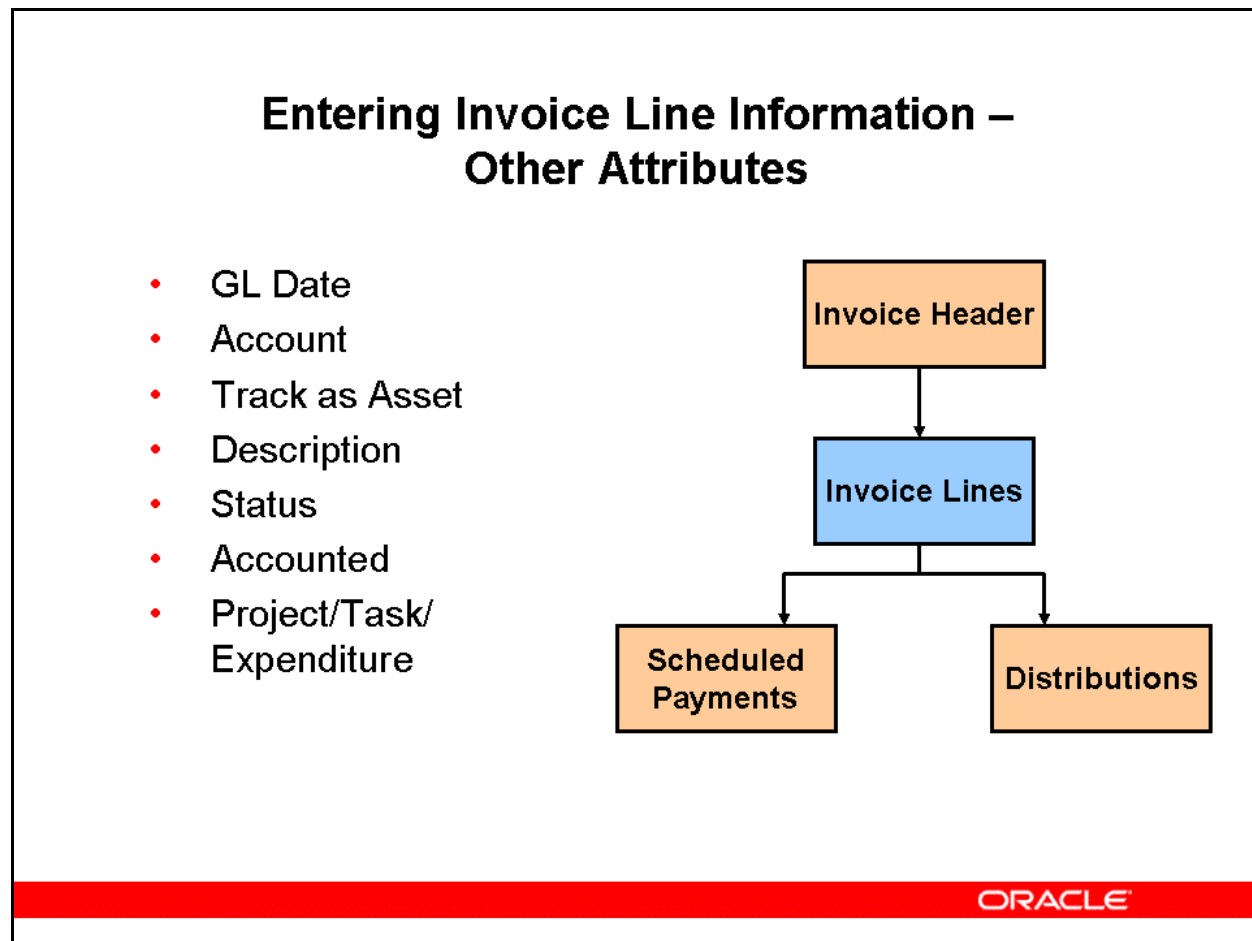 Entering Invoice Line Information –
Other Attributes
• GL Date
• Account
• Track as Asset
• Description
• Status
• Accounted
• Project/Task/
Expenditure
Invoice Header
Invoice Lines
Scheduled
Payments
Distributions
ORACLE